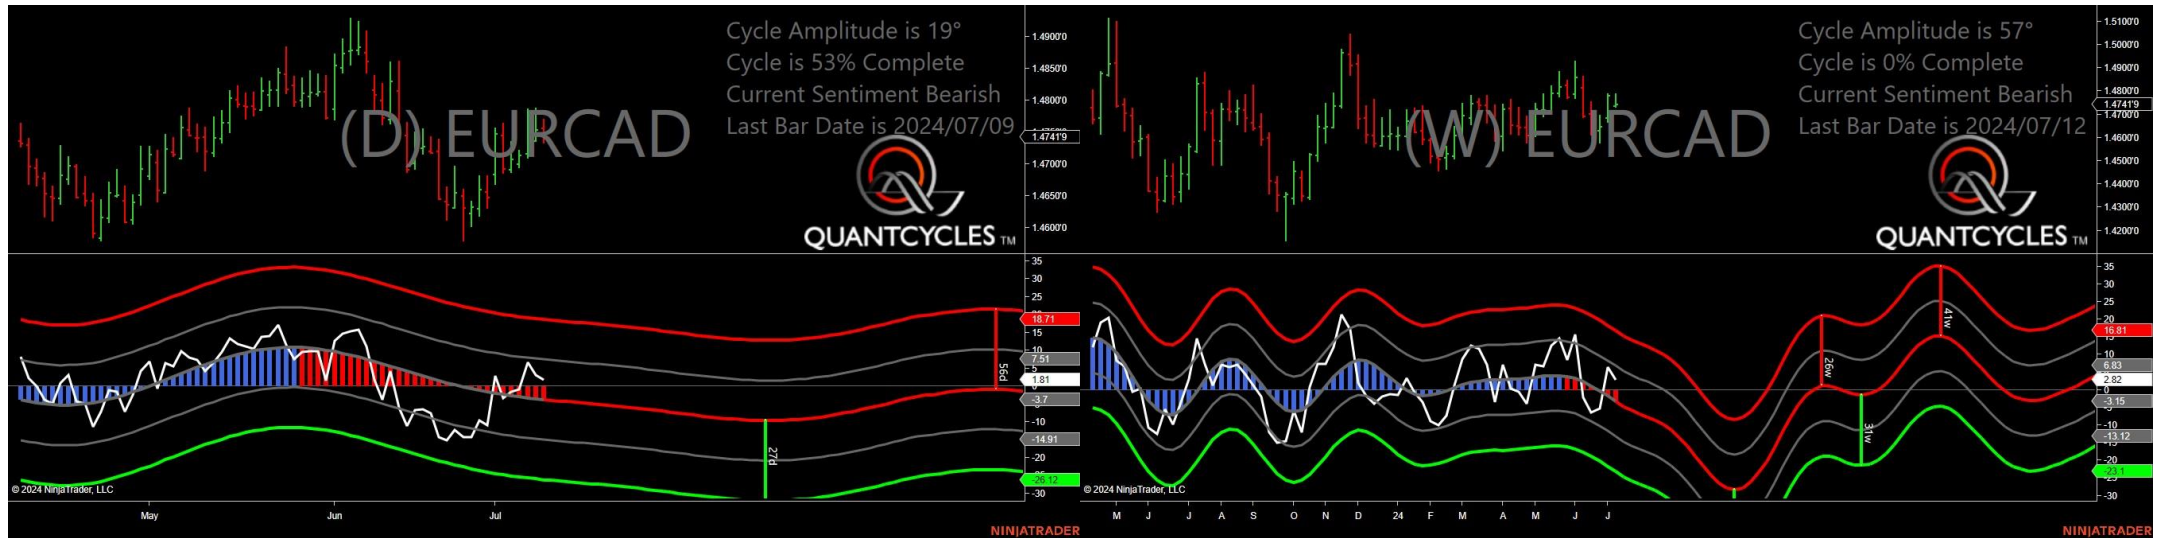 Cycle Amplitude is 19°
Cycle is 53% Complete
Current Sentiment Bearish
Last Bar Date is 2024/07/09
(D) EURCAD
QUANTCYCLES TM
1.4900'0
1.4850'0
1.4800'0
1.4741'9
1.4700'0
1.4650'0
1.4600'0
35
30
25
18.71
15
10
7.51
1.81
-3.7
-10
-14.91
-20
-26.12
-30
56d
27d
© 2024 NinjaTrader, LLC
May
Jun
Jul
NINJATRADER
Cycle Amplitude is 57°
Cycle is 0% Complete
Current Sentiment Bearish
Last Bar Date is 2024/07/12
(W) EURCAD
QUANTCYCLES TM
1.5100'0
1.5000'0
1.4900'0
1.4800'0
1.4741'9
1.4700'0
1.4600'0
1.4500'0
1.4400'0
1.4300'0
1.4200'0
35
30
25
20
16.81
10
6.83
2.82
0
-3.15
-10
-13.12
-20
-23.1
-30
26w
31w
41w
© 2024 NinjaTrader, LLC
M J J A S O N D 24 F M A M J J
NINJATRADER